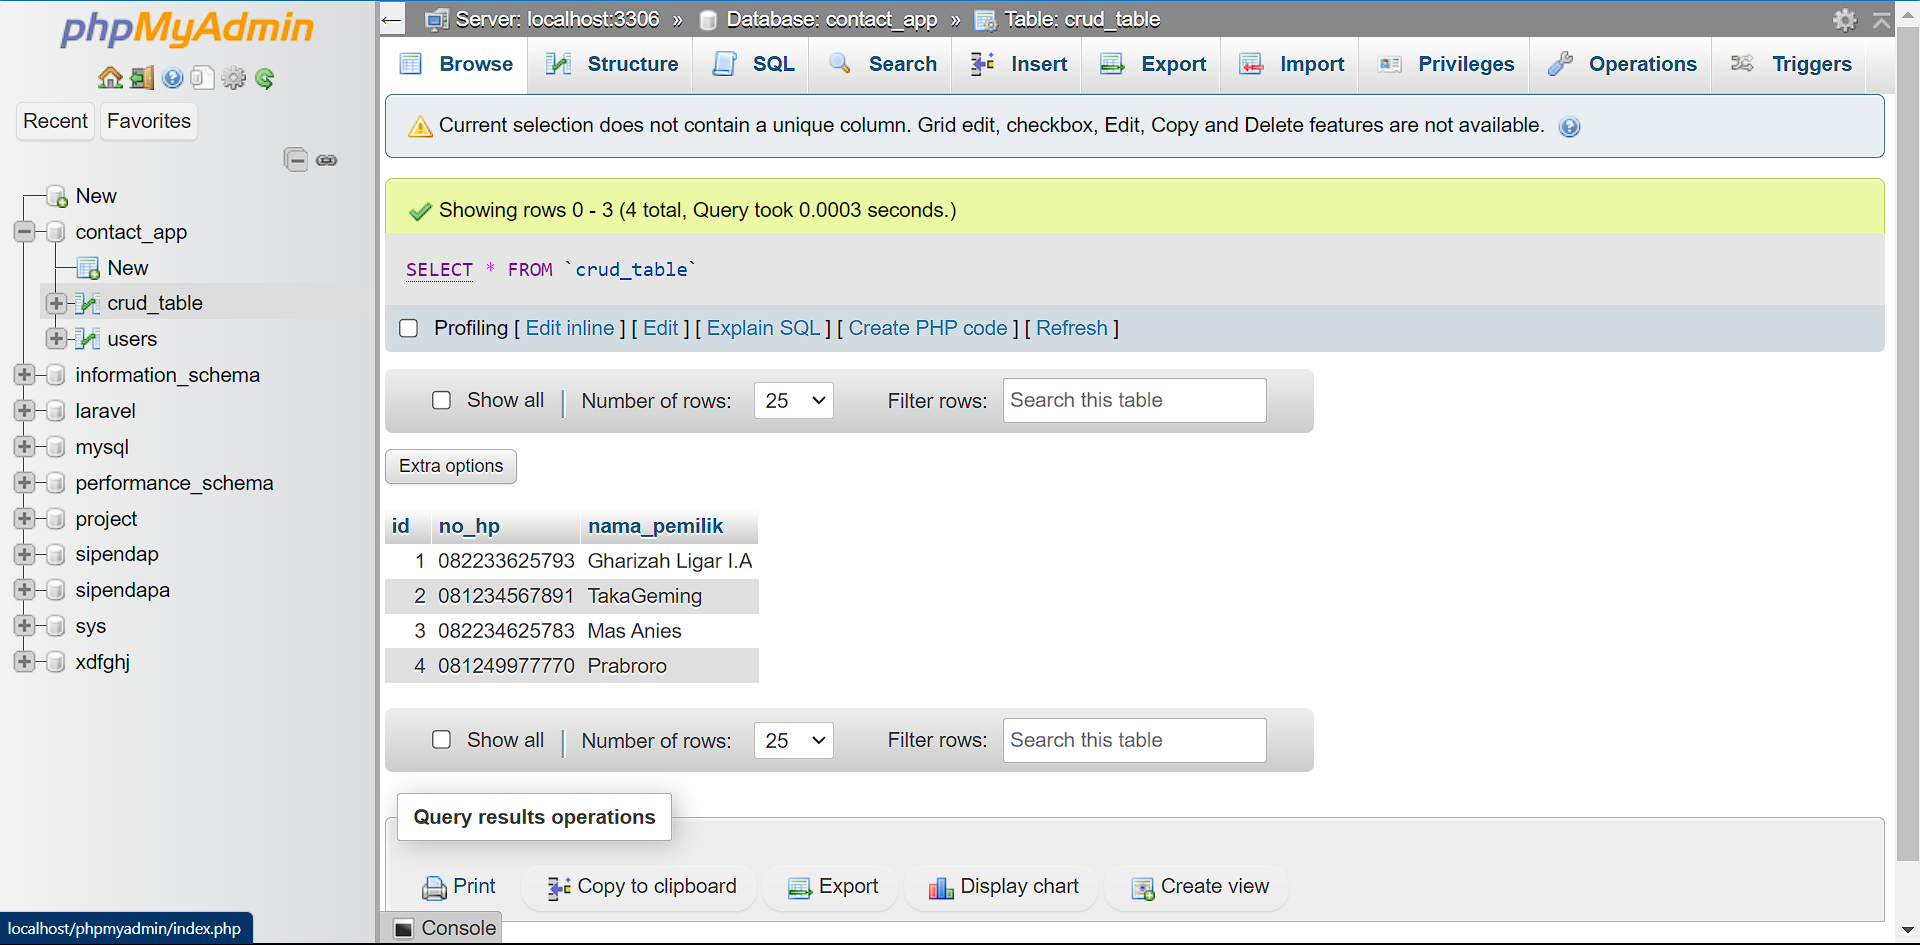 phpMyAdmin
Recent Favorites
New
contact_app
New
crud_table
users
information_schema
laravel
mysql
performance_schema
project
sipendap
sipendapa
sys
xdfghj
localhost/phpmyadmin/index.php
Server: localhost:3306 » Database: contact_app » Table: crud_table
Browse Structure SQL Search Insert Export Import Privileges Operations Triggers
Current selection does not contain a unique column. Grid edit, checkbox, Edit, Copy and Delete features are not available.
Showing rows 0 - 3 (4 total, Query took 0.0003 seconds.)
SELECT * FROM `crud_table`
Profiling [ Edit inline ] [ Edit ] [ Explain SQL ] [ Create PHP code ] [ Refresh ]
Show all Number of rows: 25 Filter rows: Search this table
Extra options
id no_hp nama_pemilik
1 082233625793 Gharizah Ligar I.A
2 081234567891 TakaGeming
3 082234625783 Mas Anies
4 081249977770 Prabroro
Show all Number of rows: 25 Filter rows: Search this table
Query results operations
Print Copy to clipboard Export Display chart Create view
Console